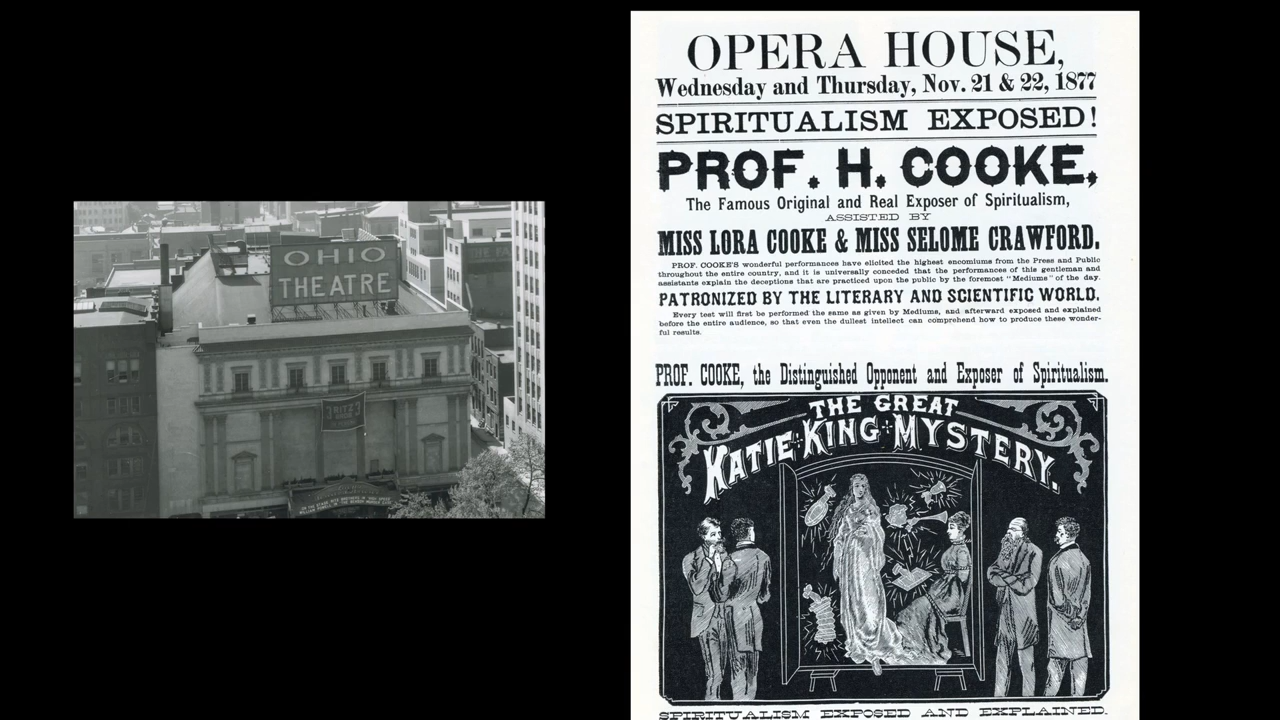 OHIO
THEATRE
OPERA HOUSE,
Wednesday and Thursday, Nov. 21 & 22, 1877
SPIRITUALISM EXPOSED!
PROF. H. COOKE,
The Famous Original and Real Exposer of Spiritualism,
ASSISTED BY
MISS LORA COOKE & MISS SELOME CRAWFORD.
PROF. COOKE'S wonderful performances have elicited the highest encomiums from the Press and Public
throughout the entire country, and it is universally conceded that the performances of this gentleman and
assistants explain the deceptions that are practiced upon the public by the foremost "Mediums" of the day.
PATRONIZED BY THE LITERARY AND SCIENTIFIC WORLD.
Every test will first be performed the same as given by Mediums, and afterward exposed and explained
before the entire audience, so that even the dullest intellect can comprehend how to produce these wonder-
ful results.
PROF. COOKE, the Distinguished Opponent and Exposer of Spiritualism.
THE GREAT
KATIE KING MYSTERY.
SPIRITUALISM EXPOSED AND EXPLAINED.